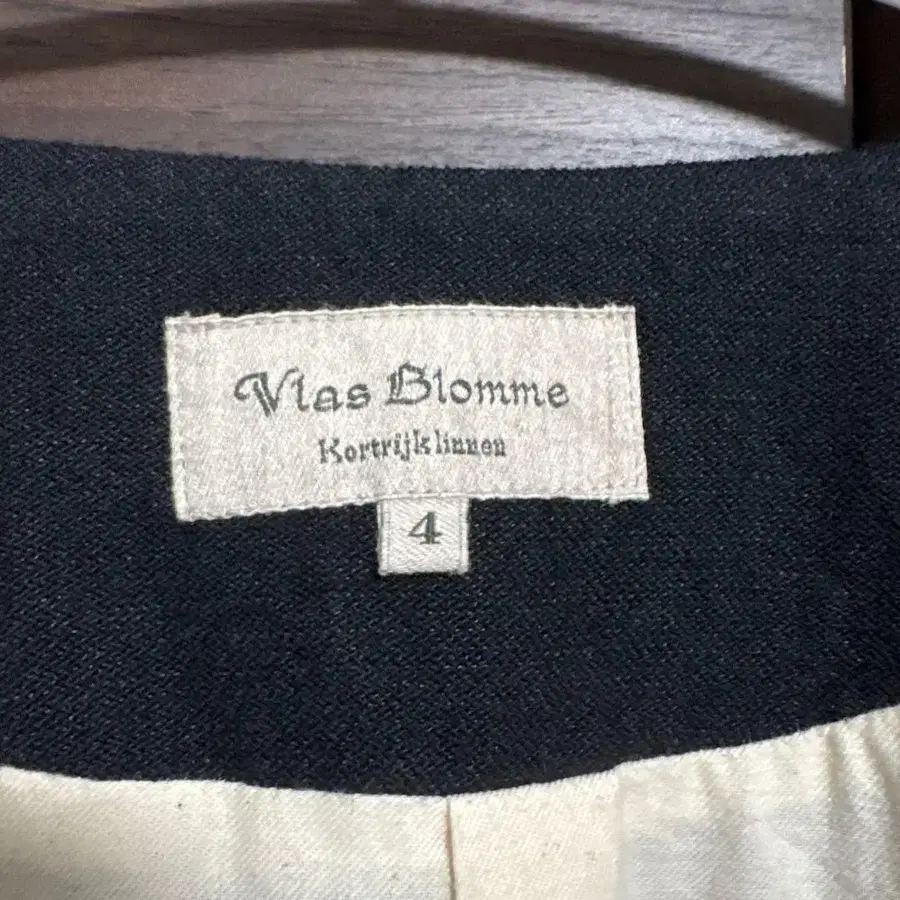 Vlas Blomme
Kortrijk linnen
4